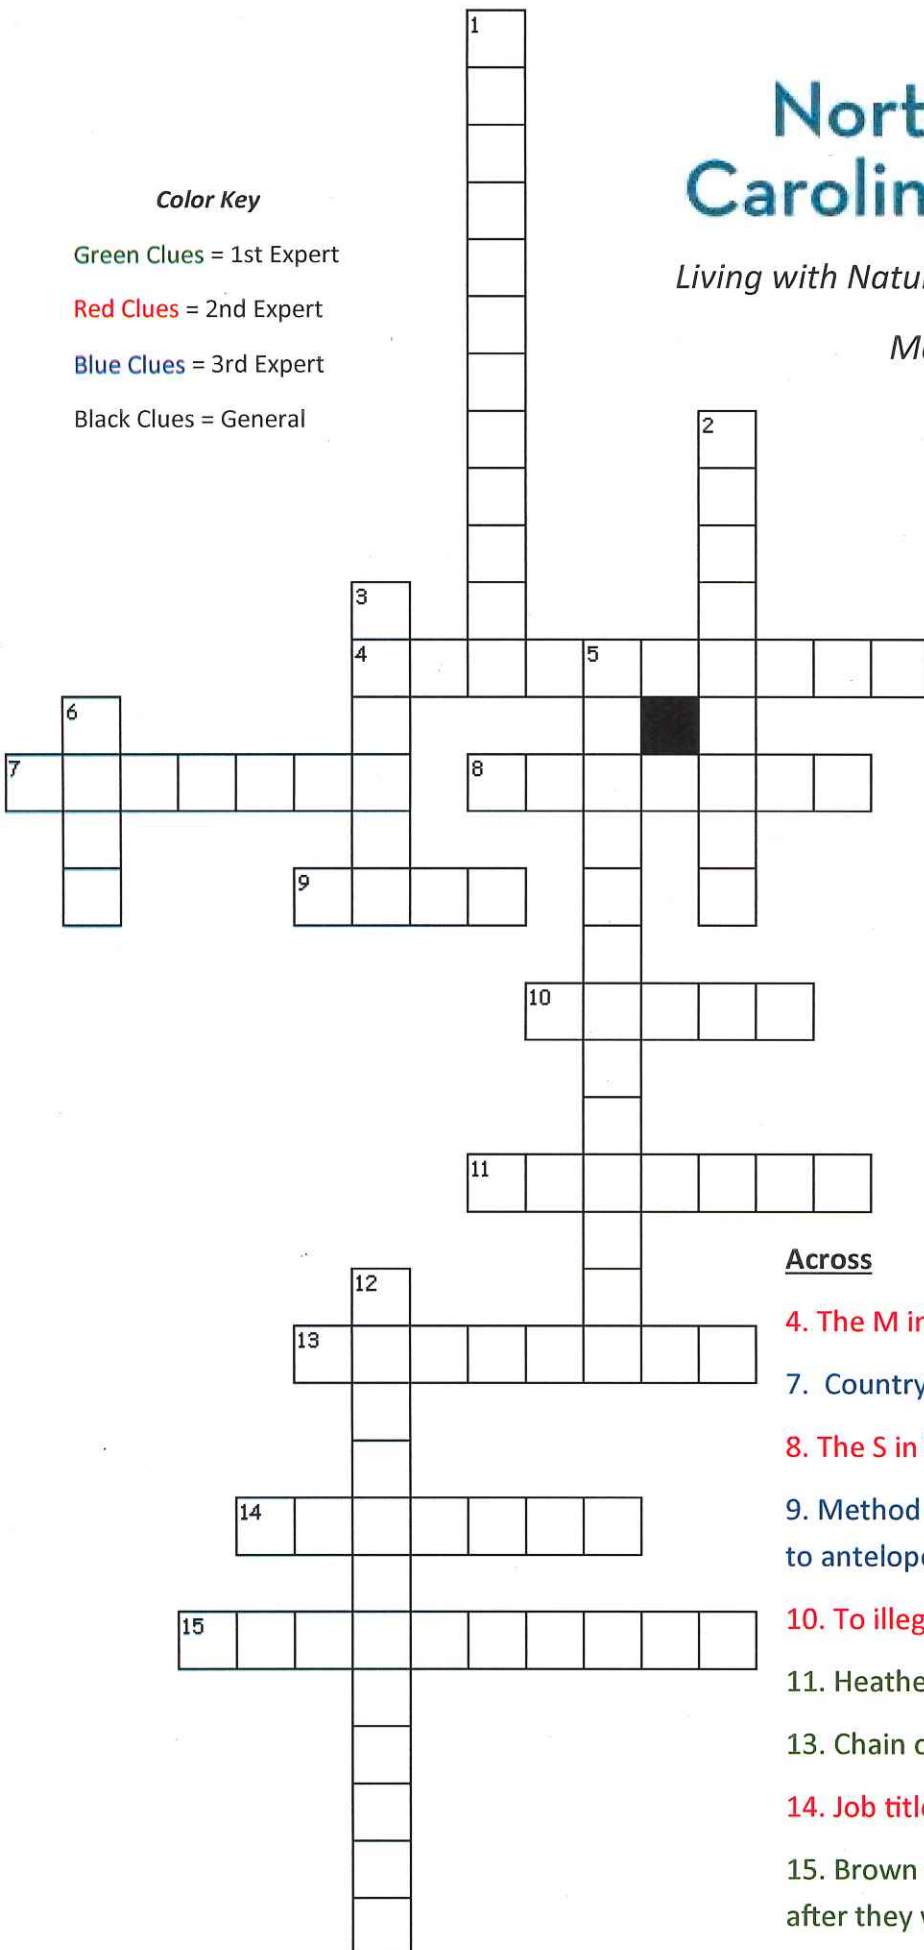 1
Nort
Carolin
Color Key
Green Clues = 1st Expert
Living with Natu
Red Clues = 2nd Expert
M
Blue Clues = 3rd Expert
Black Clues = General
2
3
4
5
6
7
8
9
10
11
12
13
14
15
Across
4. The M in
7. Country
8. The S in
9. Method
to antelope
10. To illeg
11. Heathe
13. Chain o
14. Job title
15. Brown
after they